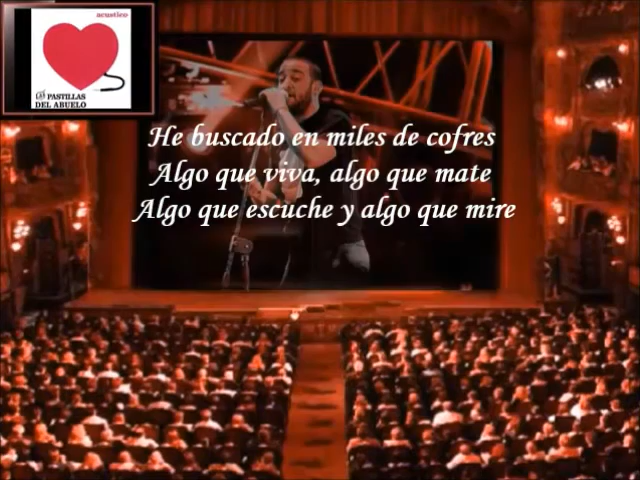 acustico
Las PASTILLAS
DEL ABUELO
He buscado en miles de cofres
Algo que viva, algo que mate
Algo que escuche y algo que mire